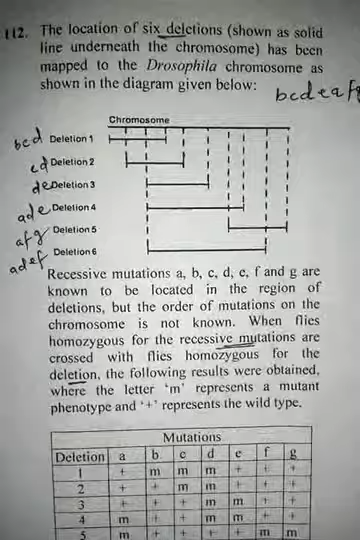 112. The location of six deletions (shown as solid
line underneath the chromosome) has been
mapped to the Drosophila chromosome as
shown in the diagram given below:
bcdeafg
Chromosome
bcd Deletion 1
cd Deletion 2
de Deletion 3
ade Deletion 4
afg Deletion 5
adef Deletion 6
Recessive mutations a, b, c, d, e, f and g are
known to be located in the region of
deletions, but the order of mutations on the
chromosome is not known. When flies
homozygous for the recessive mutations are
crossed with flies homozygous for the
deletion, the following results were obtained,
where the letter 'm' represents a mutant
phenotype and '+' represents the wild type.
Mutations
Deletion a b c d e f g
1 + m m m + + +
2 + + m m + + +
3 + + + m m + +
4 m + + m m + +
5 m + + + + m m